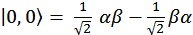 |0, 0⟩ = 1/√2 αβ − 1/√2 βα